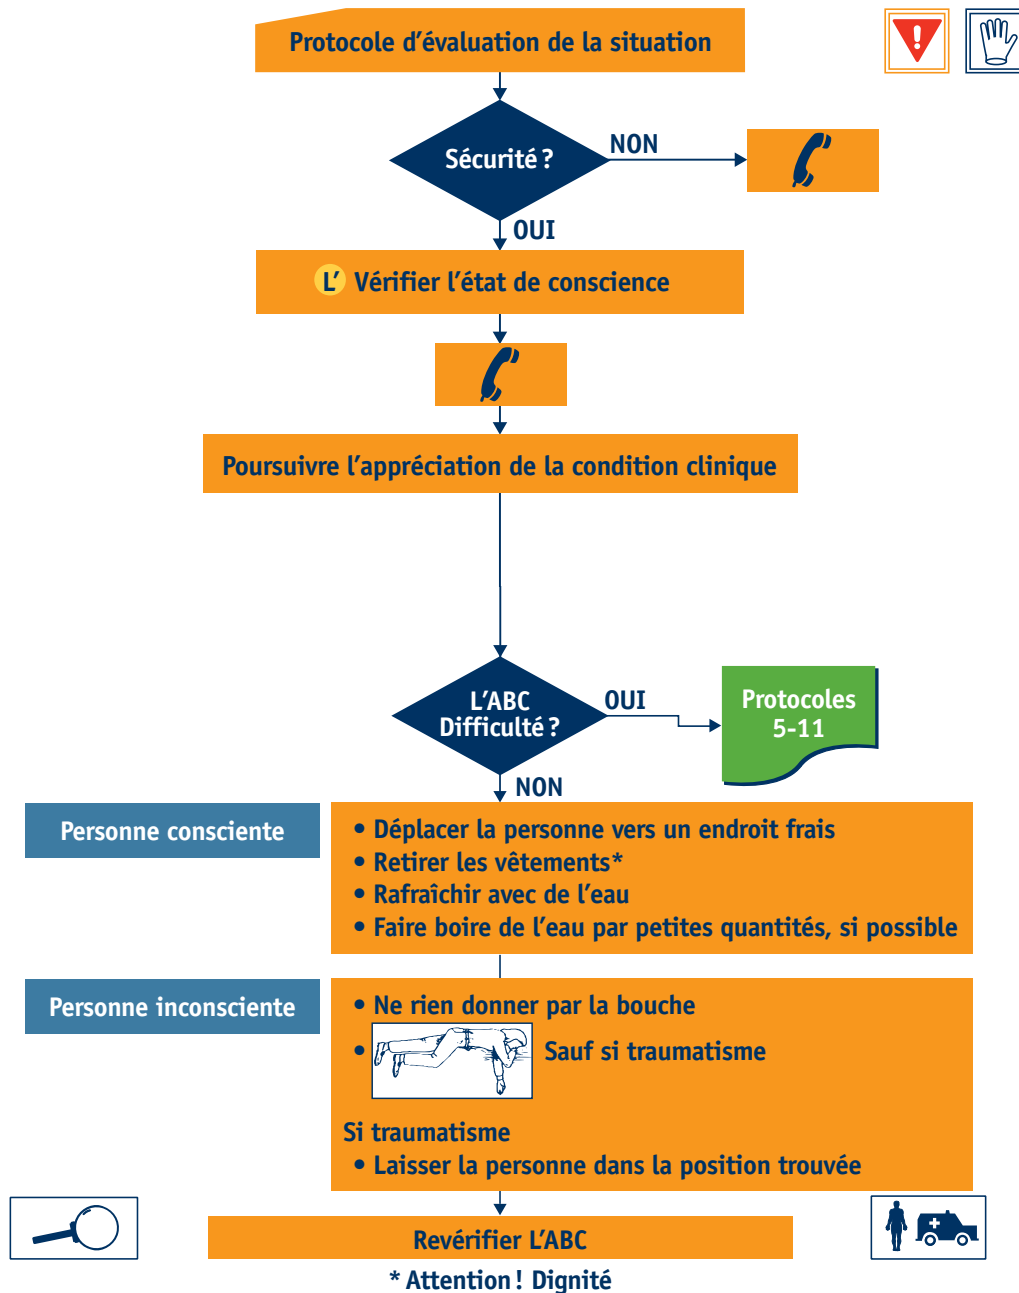 Protocole d’évaluation de la situation
Sécurité ?
NON
OUI
L’ Vérifier l’état de conscience
Poursuivre l’appréciation de la condition clinique
L’ABC
Difficulté ?
OUI
Protocoles
5-11
NON
Personne consciente
• Déplacer la personne vers un endroit frais
• Retirer les vêtements*
• Rafraîchir avec de l’eau
• Faire boire de l’eau par petites quantités, si possible
Personne inconsciente
• Ne rien donner par la bouche
• Sauf si traumatisme
Si traumatisme
• Laisser la personne dans la position trouvée
Revérifier L’ABC
* Attention ! Dignité